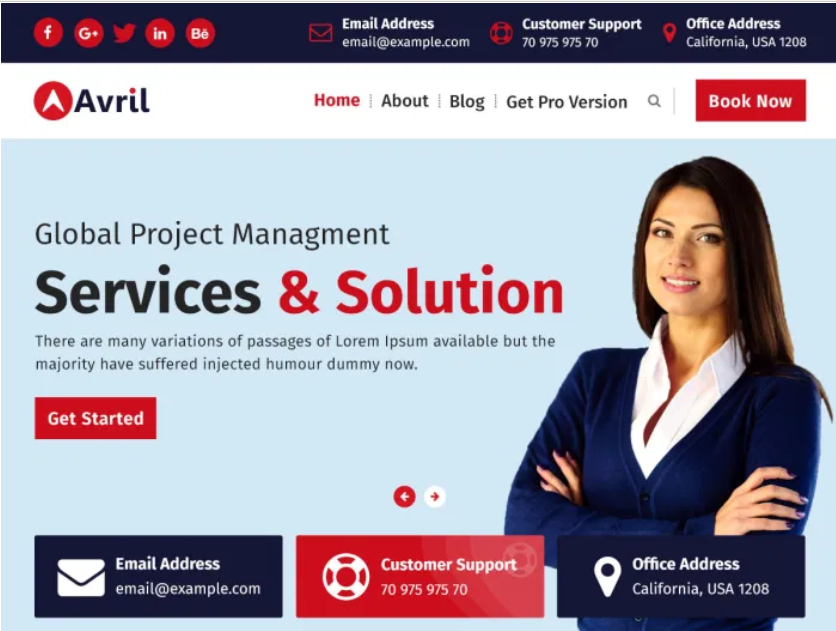 Email Address
email@example.com
Customer Support
70 975 975 70
Office Address
California, USA 1208
f
G+
in
Bē
Avril
Home
About
Blog
Get Pro Version
Book Now
Global Project Managment
Services & Solution
There are many variations of passages of Lorem Ipsum available but the
majority have suffered injected humour dummy now.
Get Started
Email Address
email@example.com
Customer Support
70 975 975 70
Office Address
California, USA 1208